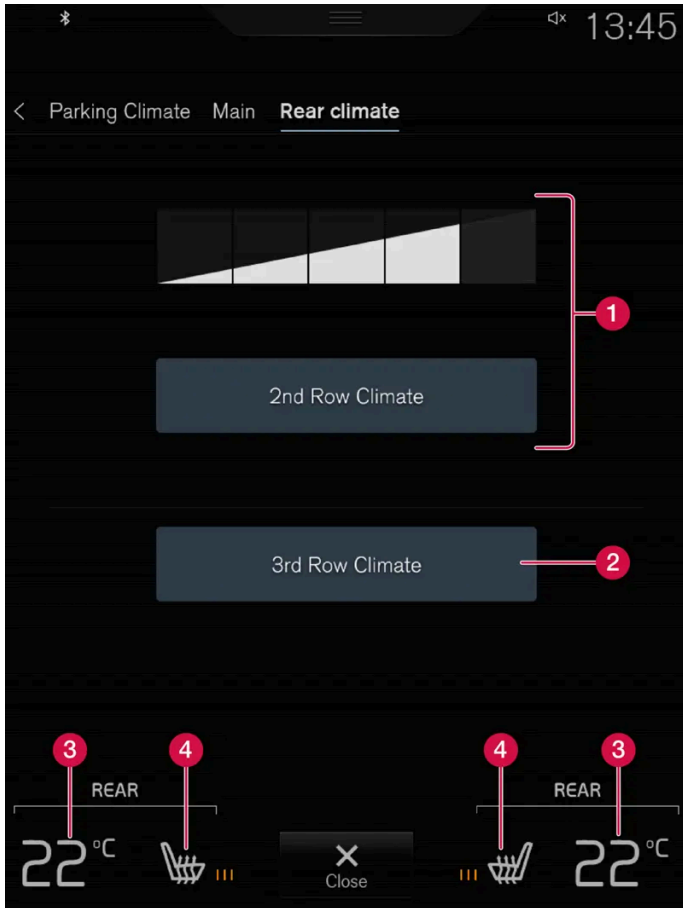 13:45
Parking Climate Main Rear climate
1
2nd Row Climate
3rd Row Climate
2
3 4 4 3
REAR REAR
22 °C 22 °C
Close